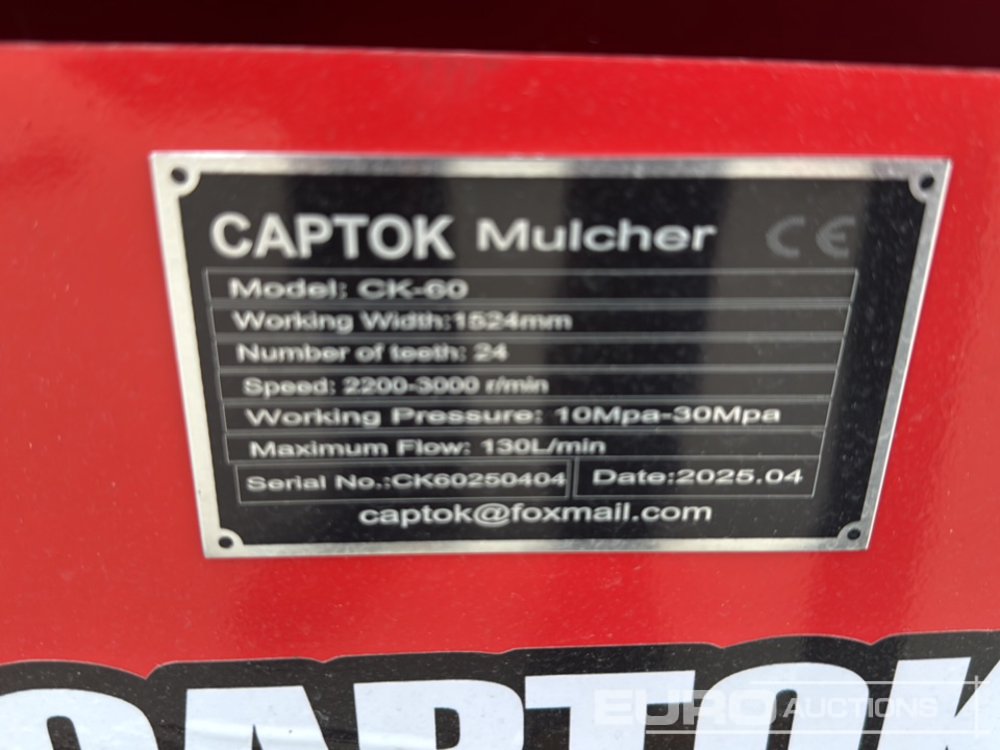 CAPTOK Mulcher CE
Model: CK-60
Working Width:1524mm
Number of teeth: 24
Speed: 2200-3000 r/min
Working Pressure: 10Mpa-30Mpa
Maximum Flow: 130L/min
Serial No.:CK60250404 Date:2025.04
captok@foxmail.com
CAPTOK
EURO AUCTIONS